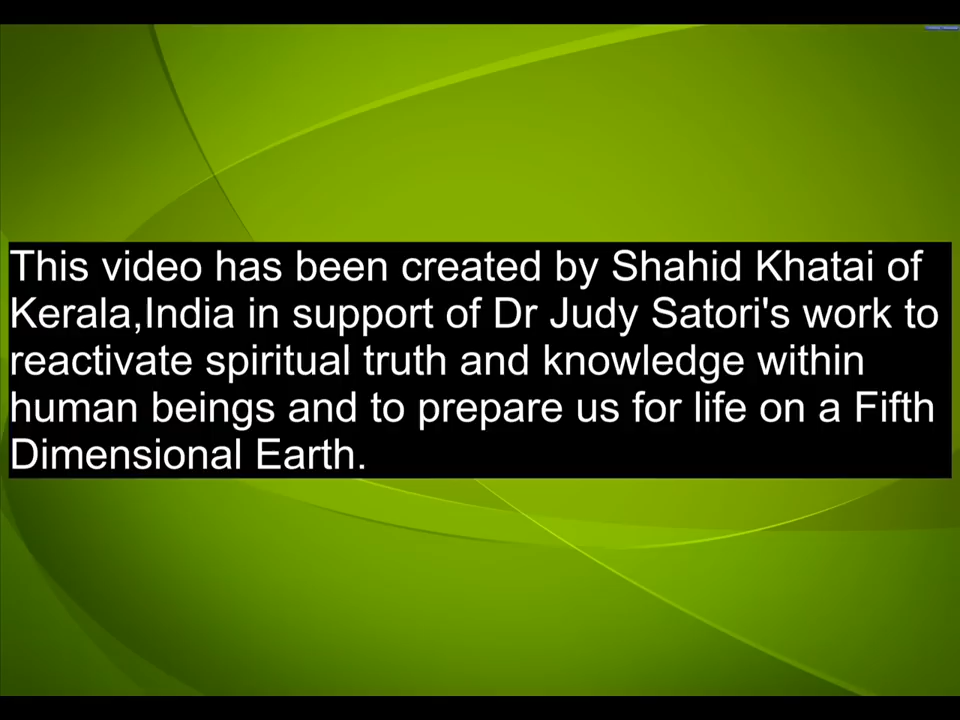 This video has been created by Shahid Khatai of
Kerala,India in support of Dr Judy Satori's work to
reactivate spiritual truth and knowledge within
human beings and to prepare us for life on a Fifth
Dimensional Earth.